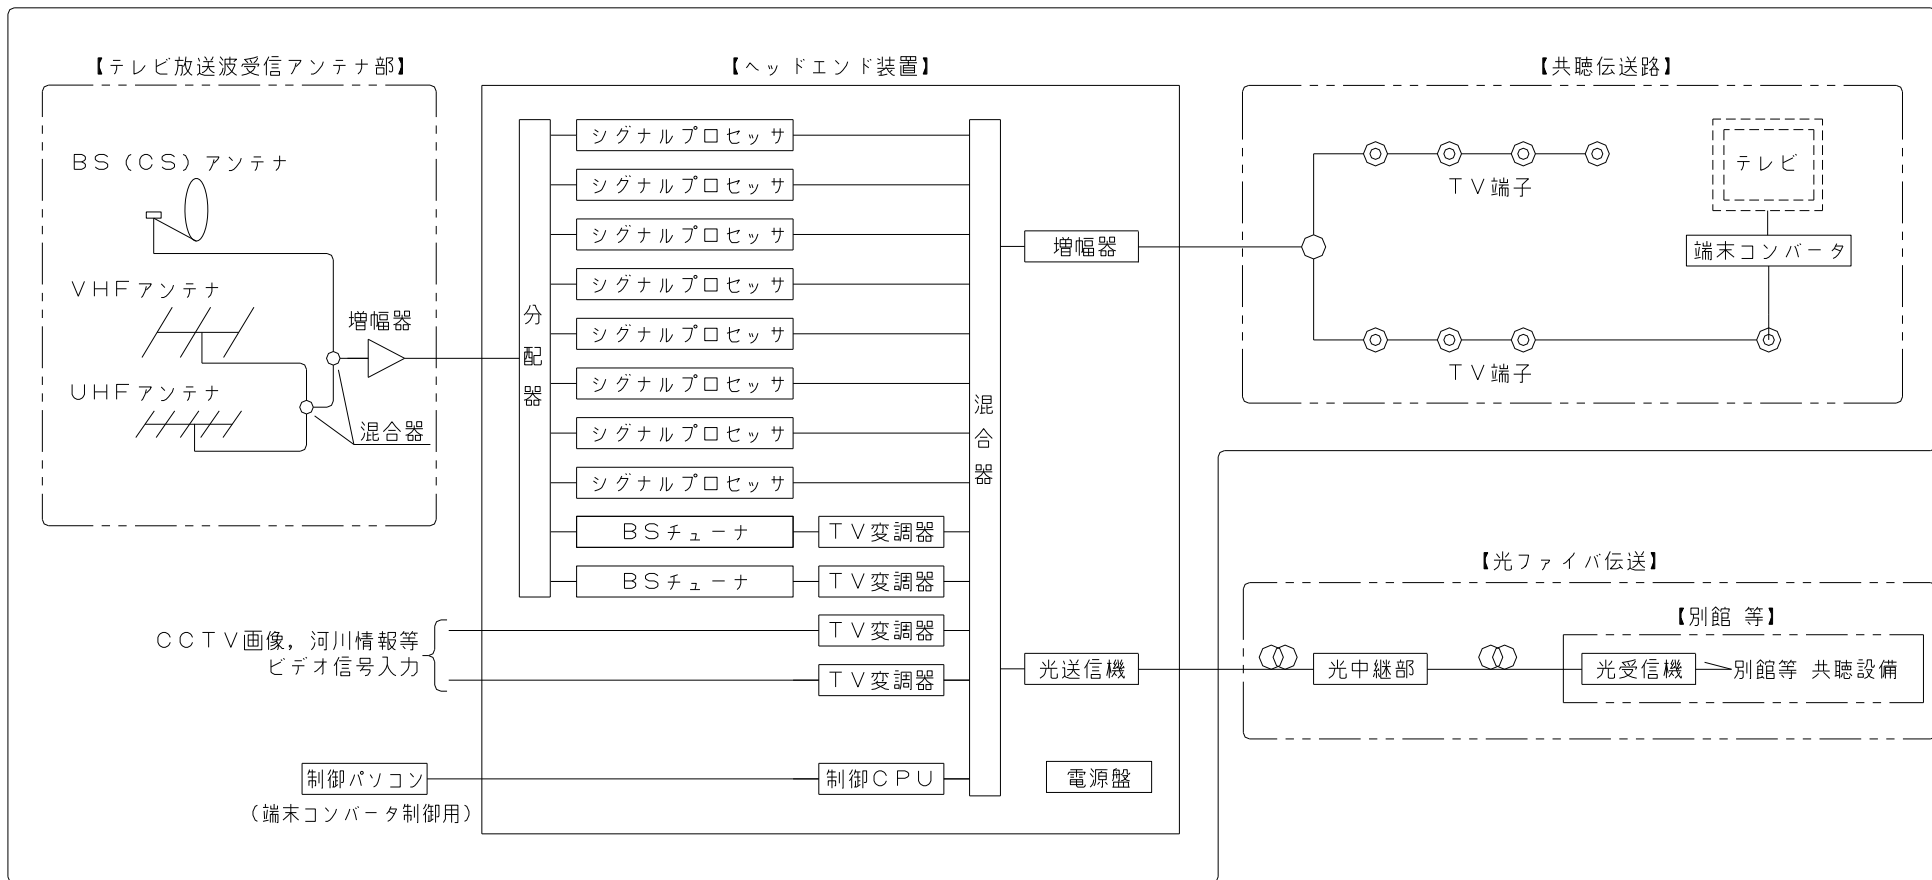 【テレビ放送波受信アンテナ部】
BS(CS)アンテナ
VHFアンテナ
増幅器
UHFアンテナ
混合器
【ヘッドエンド装置】
分配器
シグナルプロセッサ
シグナルプロセッサ
シグナルプロセッサ
シグナルプロセッサ
シグナルプロセッサ
シグナルプロセッサ
シグナルプロセッサ
シグナルプロセッサ
BSチューナ
TV変調器
BSチューナ
TV変調器
CCTV画像,河川情報等
ビデオ信号入力
TV変調器
TV変調器
制御パソコン
(端末コンバータ制御用)
制御CPU
混合器
増幅器
光送信機
電源盤
【共聴伝送路】
TV端子
テレビ
端末コンバータ
TV端子
【光ファイバ伝送】
【別館 等】
光中継部
光受信機
別館等 共聴設備